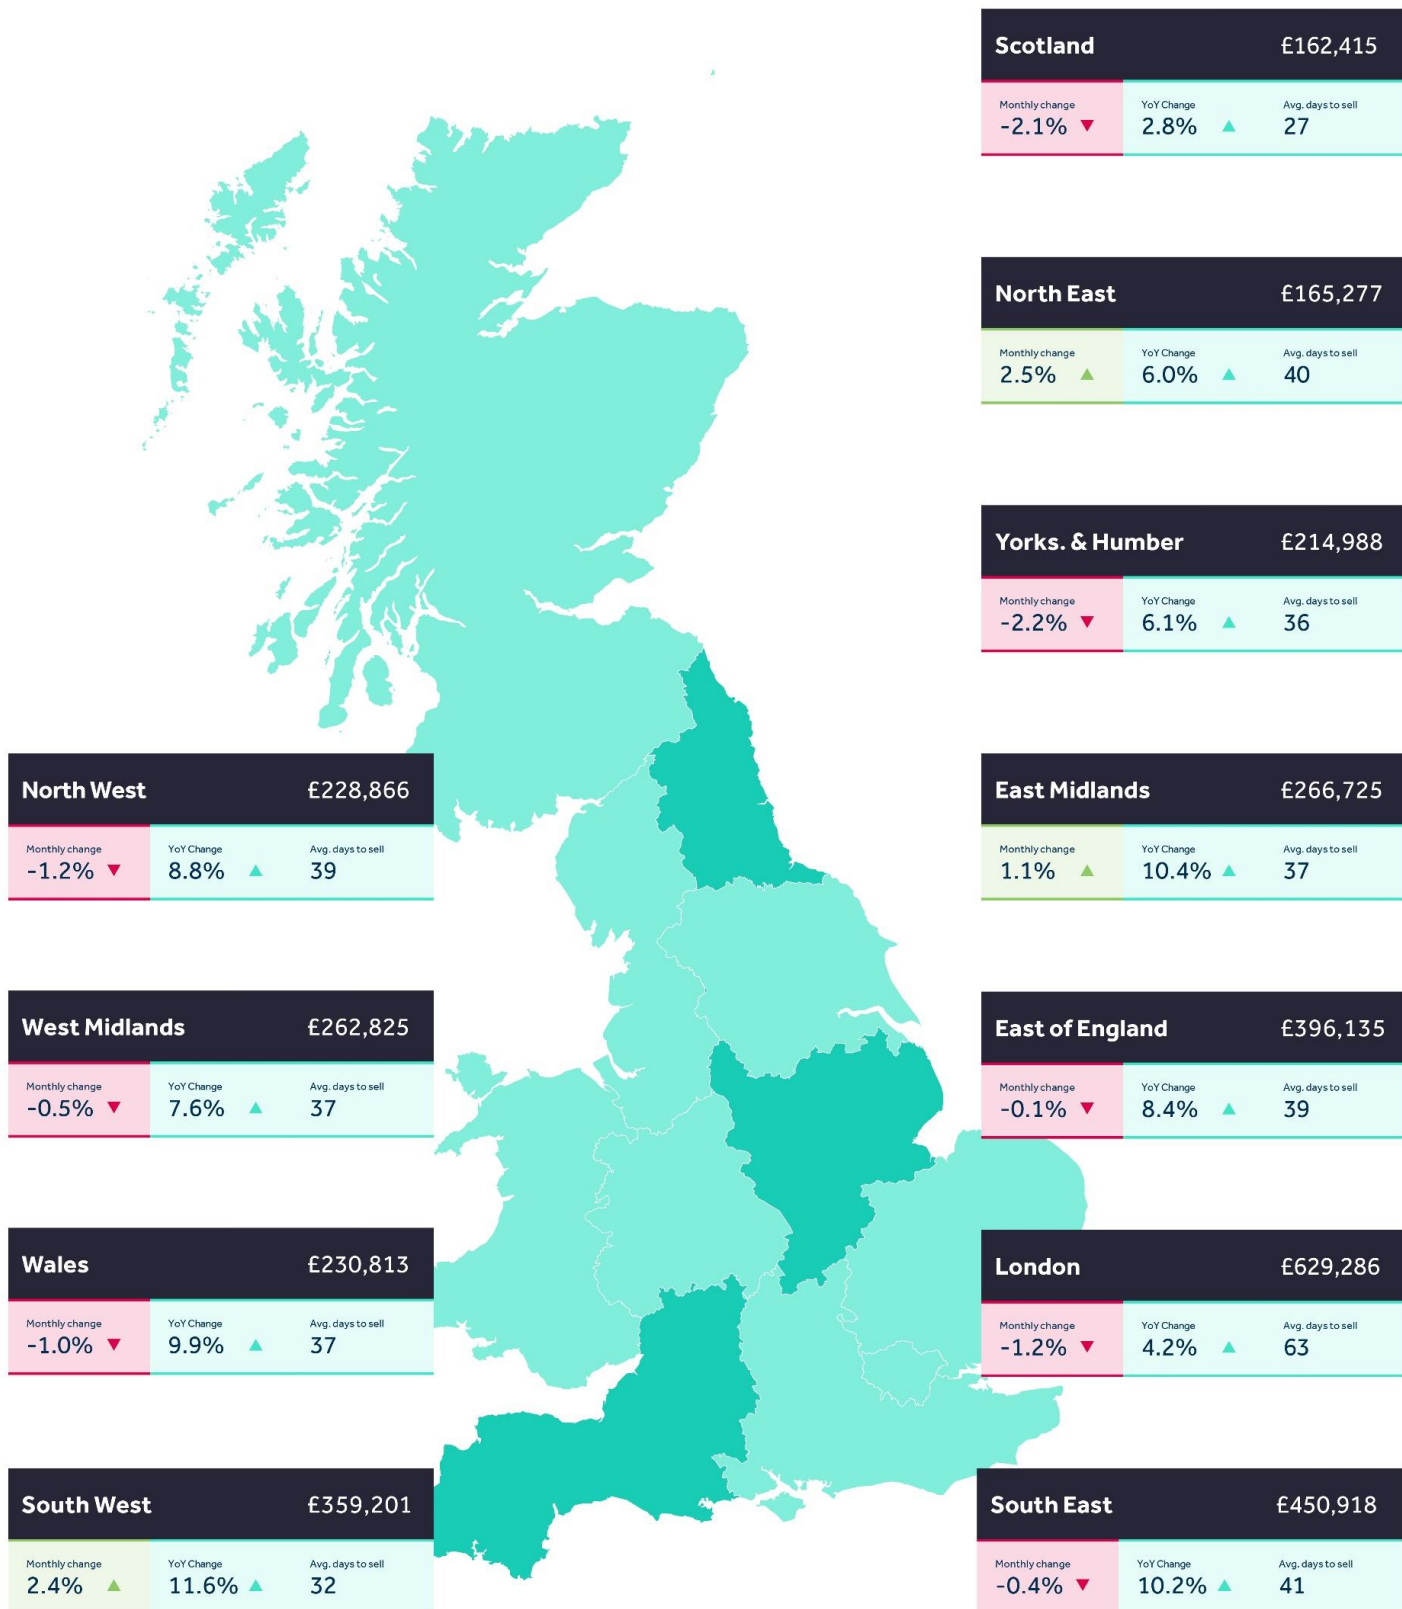 Scotland £162,415
Monthly change YoY Change Avg. days to sell
-2.1% ▼ 2.8% ▲ 27
North East £165,277
Monthly change YoY Change Avg. days to sell
2.5% ▲ 6.0% ▲ 40
Yorks. & Humber £214,988
Monthly change YoY Change Avg. days to sell
-2.2% ▼ 6.1% ▲ 36
North West £228,866
Monthly change YoY Change Avg. days to sell
-1.2% ▼ 8.8% ▲ 39
East Midlands £266,725
Monthly change YoY Change Avg. days to sell
1.1% ▲ 10.4% ▲ 37
West Midlands £262,825
Monthly change YoY Change Avg. days to sell
-0.5% ▼ 7.6% ▲ 37
East of England £396,135
Monthly change YoY Change Avg. days to sell
-0.1% ▼ 8.4% ▲ 39
Wales £230,813
Monthly change YoY Change Avg. days to sell
-1.0% ▼ 9.9% ▲ 37
London £629,286
Monthly change YoY Change Avg. days to sell
-1.2% ▼ 4.2% ▲ 63
South West £359,201
Monthly change YoY Change Avg. days to sell
2.4% ▲ 11.6% ▲ 32
South East £450,918
Monthly change YoY Change Avg. days to sell
-0.4% ▼ 10.2% ▲ 41